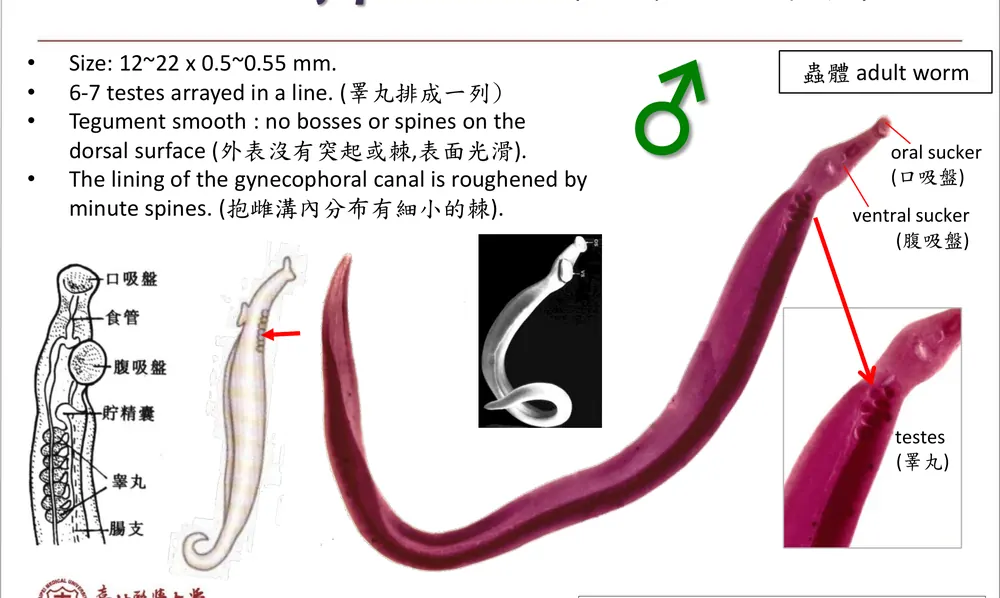 • Size: 12~22 x 0.5~0.55 mm.
• 6-7 testes arrayed in a line. (睪丸排成一列)
• Tegument smooth : no bosses or spines on the
dorsal surface (外表沒有突起或棘,表面光滑).
• The lining of the gynecophoral canal is roughened by
minute spines. (抱雌溝內分布有細小的棘).
♂
蟲體 adult worm
oral sucker
(口吸盤)
ventral sucker
(腹吸盤)
testes
(睪丸)
口吸盤
食管
腹吸盤
貯精囊
睾丸
腸支